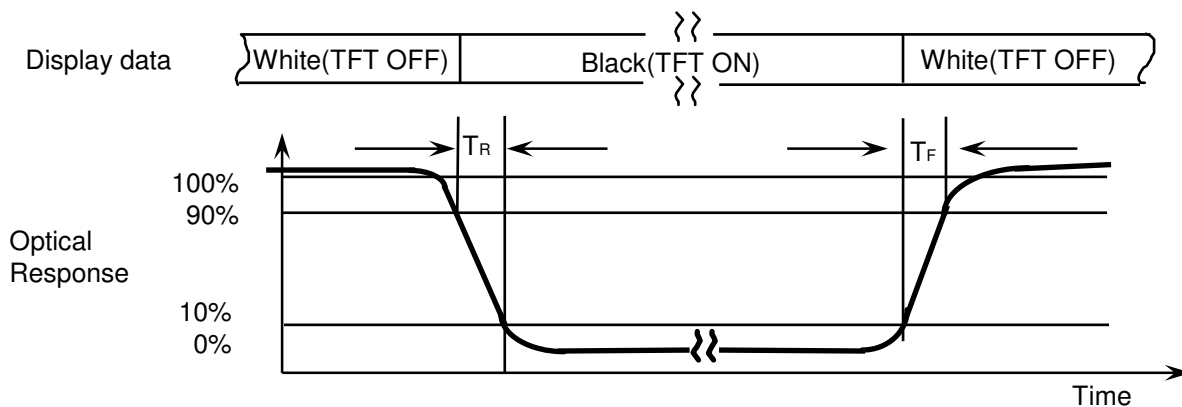 Display data White(TFT OFF) Black(TFT ON) White(TFT OFF)
TR TF
100%
90%
Optical
Response
10%
0%
Time